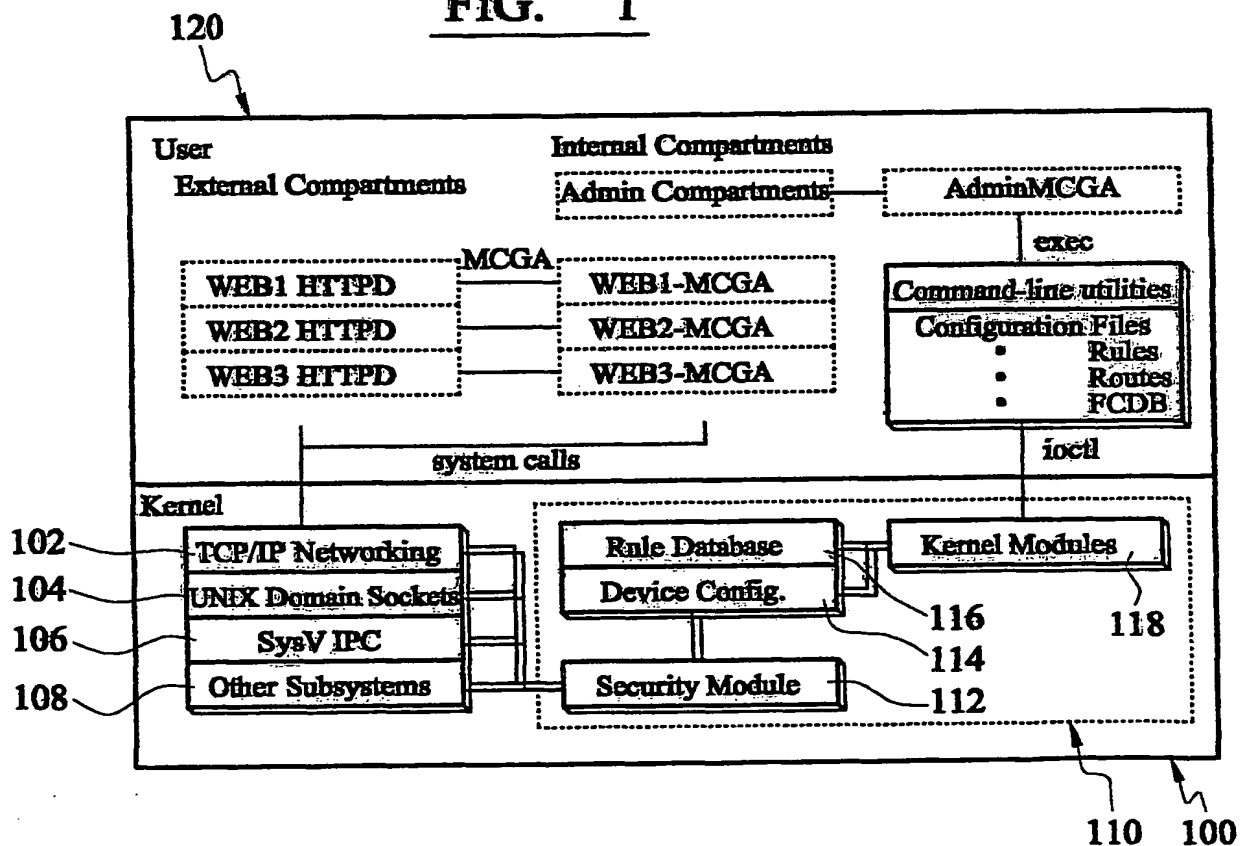 FIG. 1
120
User
External Compartments
Internal Compartments
Admin Compartments
AdminMCGA
exec
MCGA
WEB1 HTTPD
WEB2 HTTPD
WEB3 HTTPD
WEB1-MCGA
WEB2-MCGA
WEB3-MCGA
Command-line utilities
Configuration Files
• Rules
• Routes
• FCDB
system calls
ioctl
Kernel
102
TCP/IP Networking
104
UNIX Domain Sockets
106
SysV IPC
108
Other Subsystems
Rule Database
Device Config.
Security Module
Kernel Modules
116
114
112
118
110
100